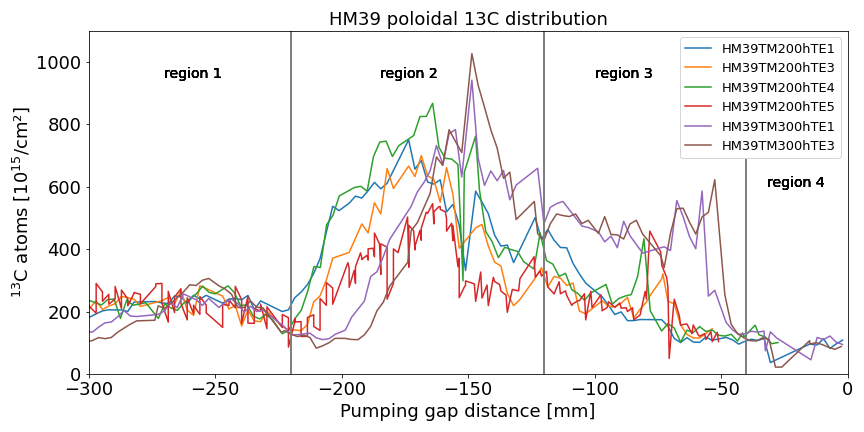 HM39 poloidal 13C distribution
1000
800
600
400
200
0
¹³C atoms [10¹⁵/cm²]
region 1
region 2
region 3
region 4
HM39TM200hTE1
HM39TM200hTE3
HM39TM200hTE4
HM39TM200hTE5
HM39TM300hTE1
HM39TM300hTE3
−300 −250 −200 −150 −100 −50 0
Pumping gap distance [mm]